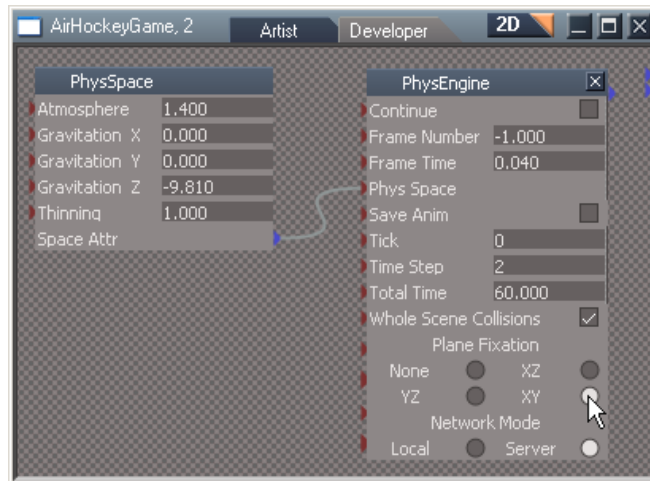 AirHockeyGame, 2 Artist Developer 2D
PhysSpace
Atmosphere 1.400
Gravitation X 0.000
Gravitation Y 0.000
Gravitation Z -9.810
Thinning 1.000
Space Attr
PhysEngine
Continue
Frame Number -1.000
Frame Time 0.040
Phys Space
Save Anim
Tick 0
Time Step 2
Total Time 60.000
Whole Scene Collisions
Plane Fixation
None XZ
YZ XY
Network Mode
Local Server